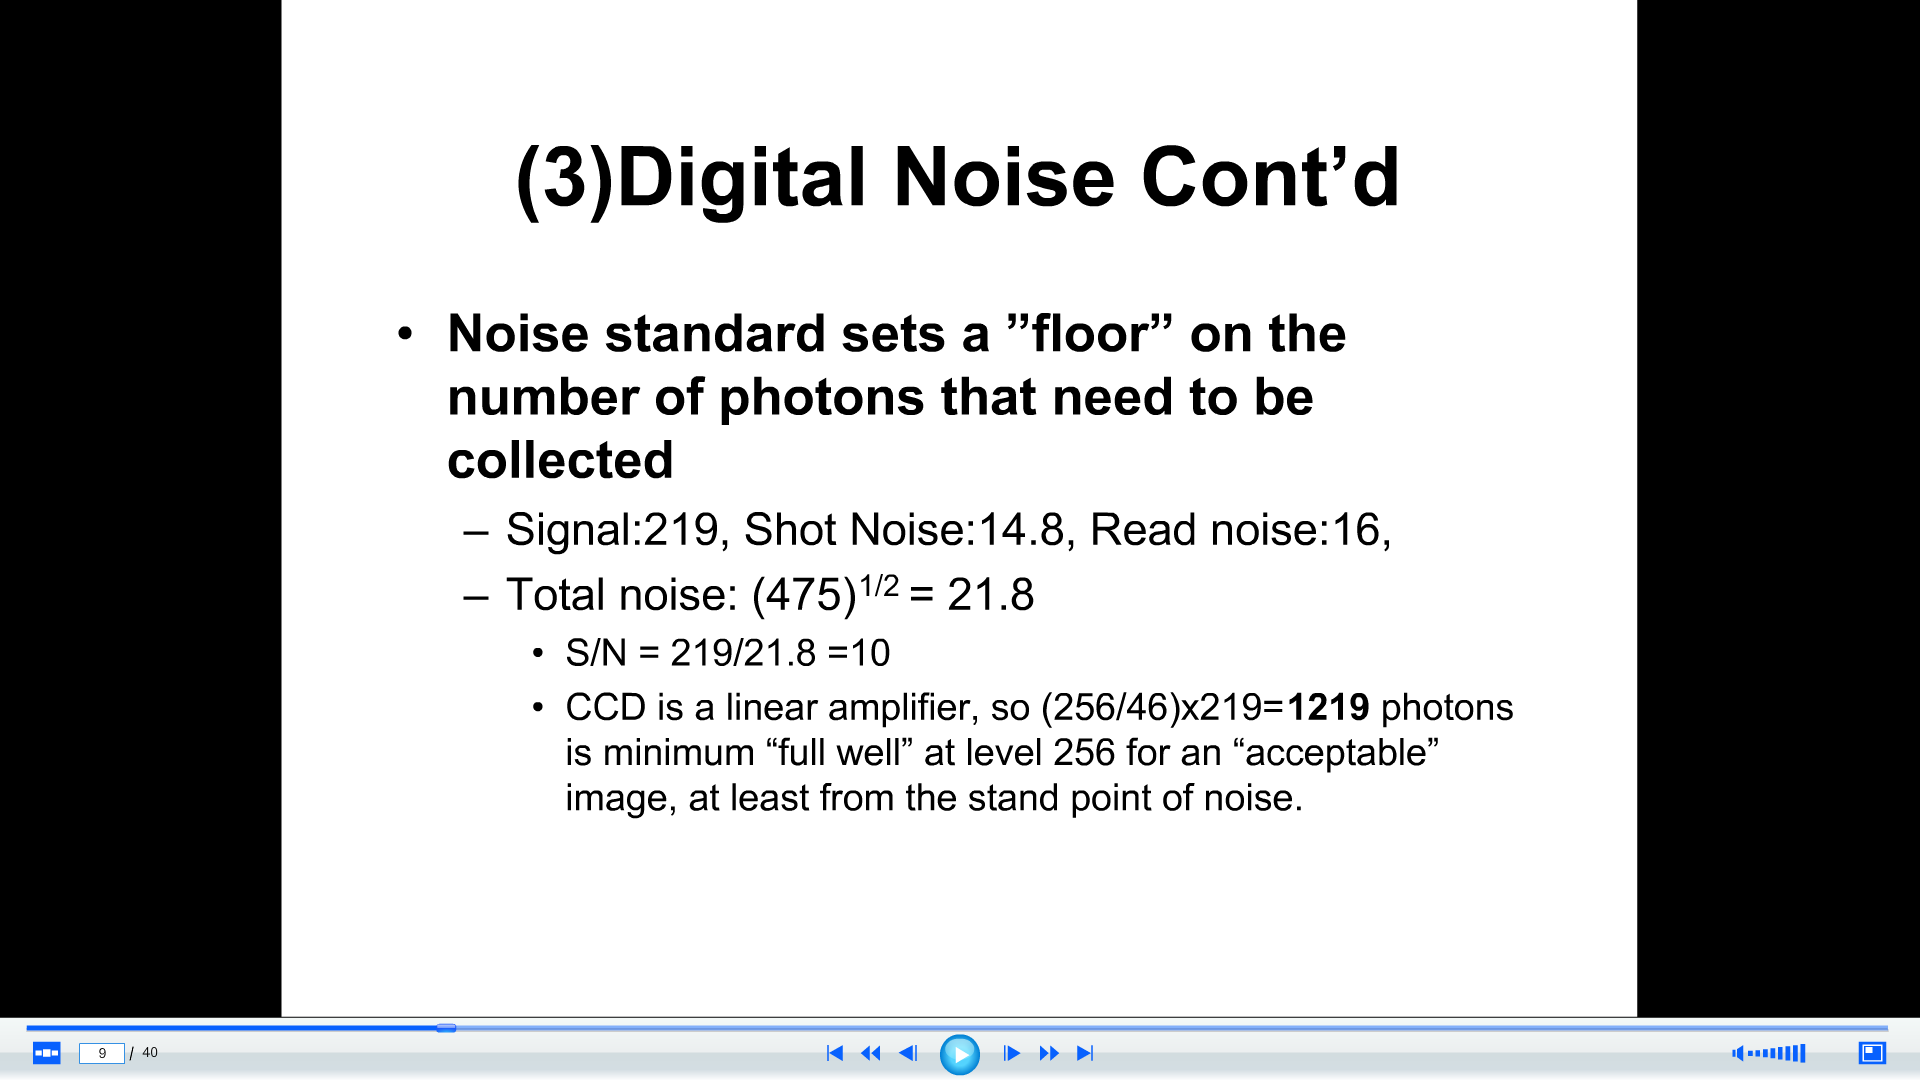 (3)Digital Noise Cont’d
• Noise standard sets a ”floor” on the
number of photons that need to be
collected
– Signal:219, Shot Noise:14.8, Read noise:16,
– Total noise: (475)^1/2 = 21.8
• S/N = 219/21.8 =10
• CCD is a linear amplifier, so (256/46)x219=1219 photons
is minimum “full well” at level 256 for an “acceptable”
image, at least from the stand point of noise.
9 / 40